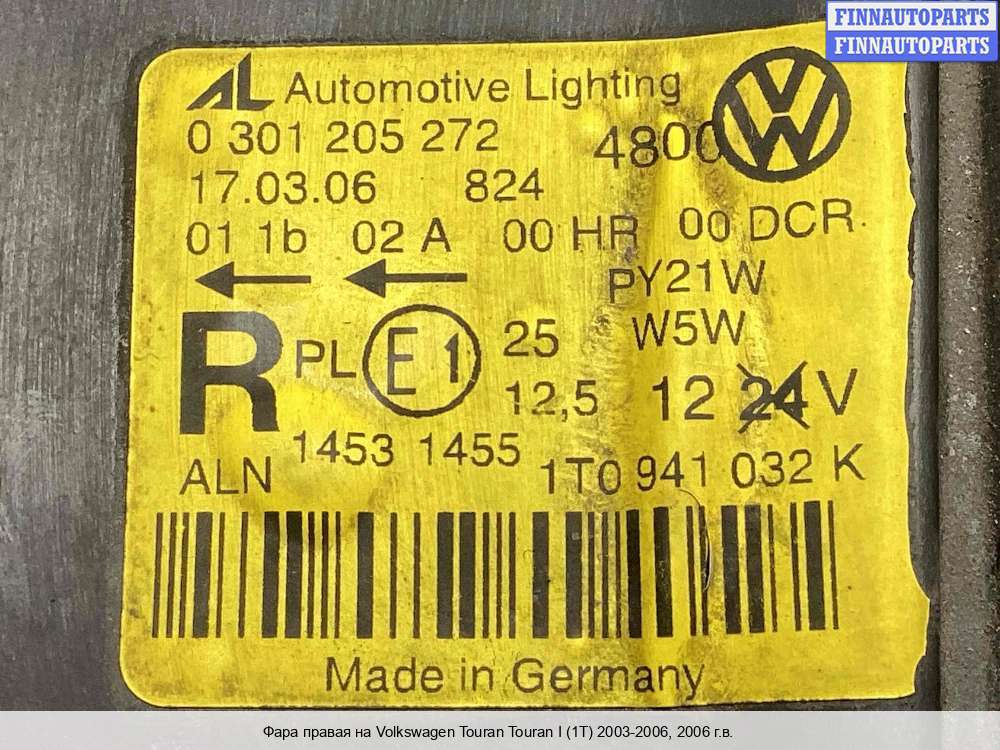 FINNAUTOPARTS
FINNAUTOPARTS
AL Automotive Lighting
0 301 205 272 4800
17.03.06 824
01 1b 02 A 00 HR 00 DCR
PY21W
R PL E1 25 W5W
12,5 12 24 V
1453 1455
ALN 1T0 941 032 K
Made in Germany
Фара правая на Volkswagen Touran Touran I (1T) 2003-2006, 2006 г.в.